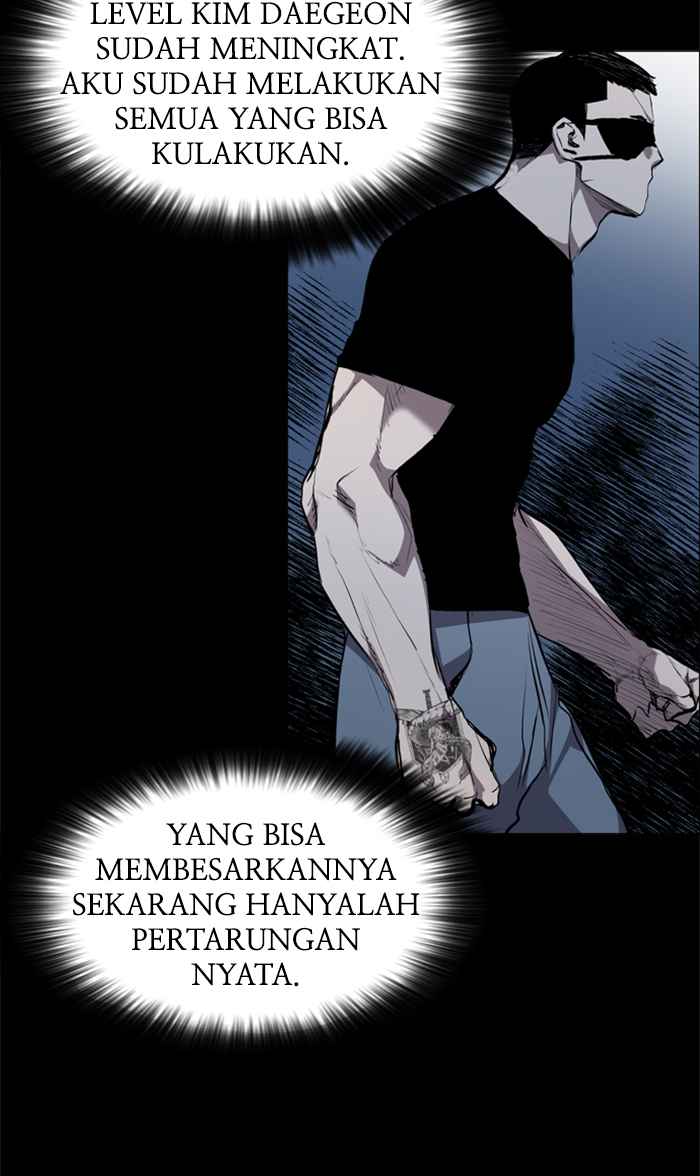 LEVEL KIM DAEGEON
SUDAH MENINGKAT.
AKU SUDAH MELAKUKAN
SEMUA YANG BISA
KULAKUKAN.
YANG BISA
MEMBESARKANNYA
SEKARANG HANYALAH
PERTARUNGAN
NYATA.